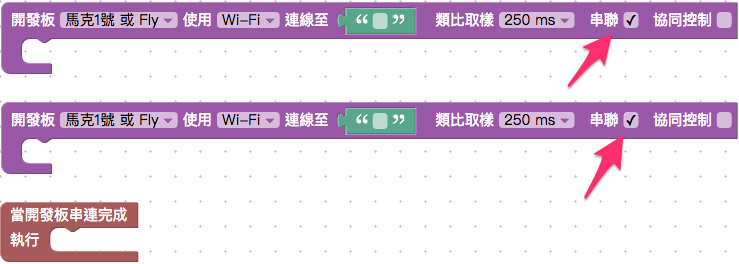 開發板 馬克1號 或 Fly 使用 Wi-Fi 連線至 “ ” 類比取樣 250 ms 串聯 ✓ 協同控制
開發板 馬克1號 或 Fly 使用 Wi-Fi 連線至 “ ” 類比取樣 250 ms 串聯 ✓ 協同控制
當開發板串連完成
執行